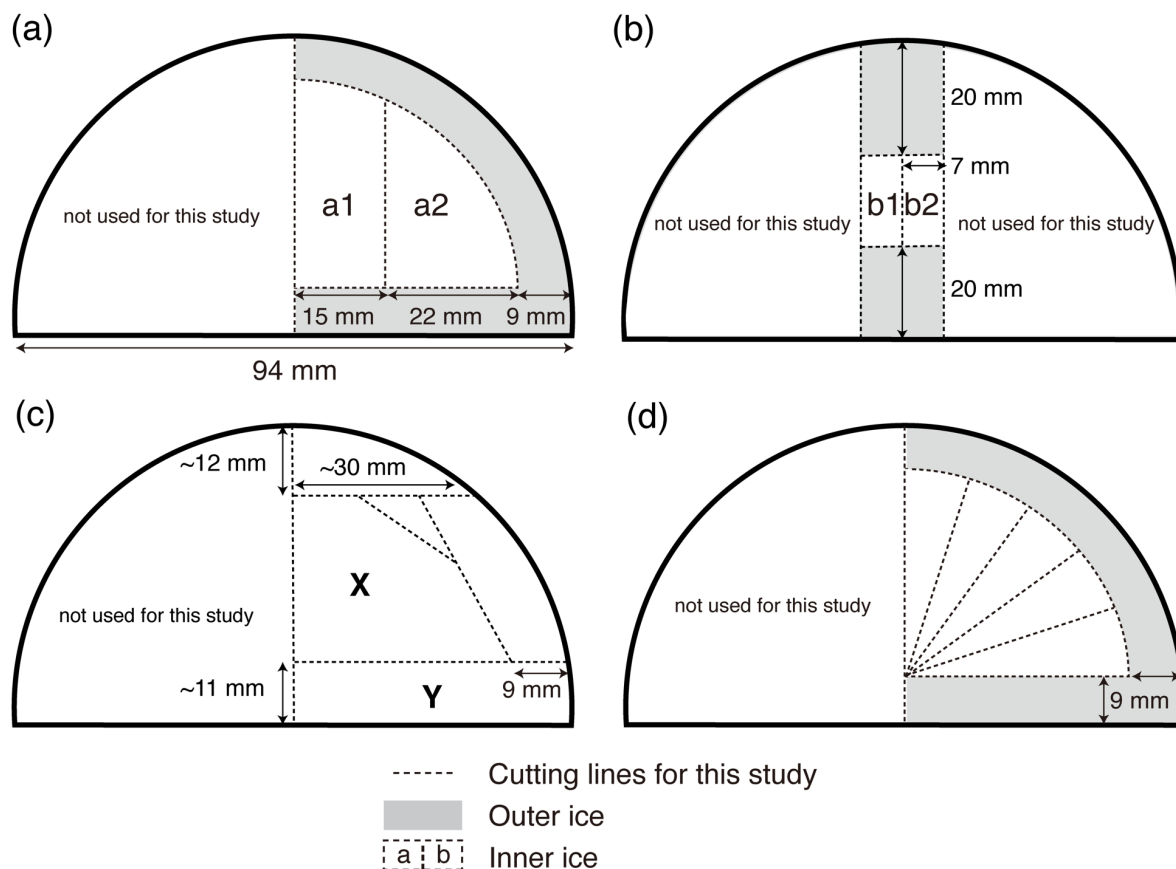 (a)
not used for this study
a1
a2
15 mm
22 mm
9 mm
94 mm
(b)
20 mm
7 mm
b1
b2
not used for this study
not used for this study
20 mm
(c)
~12 mm
~30 mm
X
not used for this study
~11 mm
Y
9 mm
(d)
not used for this study
9 mm
Cutting lines for this study
Outer ice
a b
Inner ice